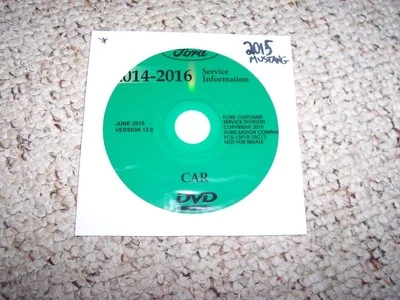 2015
MUSTANG
Ford
2014-2016
Service
Information
JUNE 2015
VERSION 12.0
FORD CUSTOMER
SERVICE DIVISION
COPYRIGHT 2015
FORD MOTOR COMPANY
NOT FOR RESALE
CAR
DVD